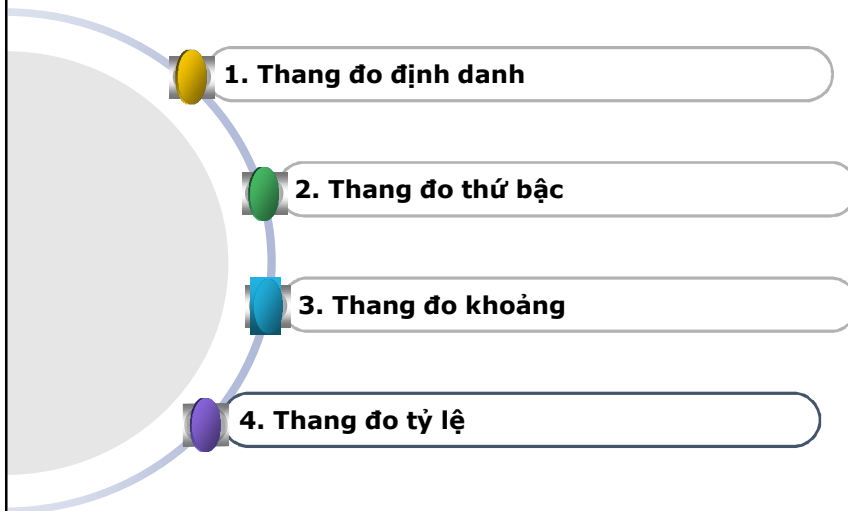 1. Thang đo định danh
2. Thang đo thứ bậc
3. Thang đo khoảng
4. Thang đo tỷ lệ